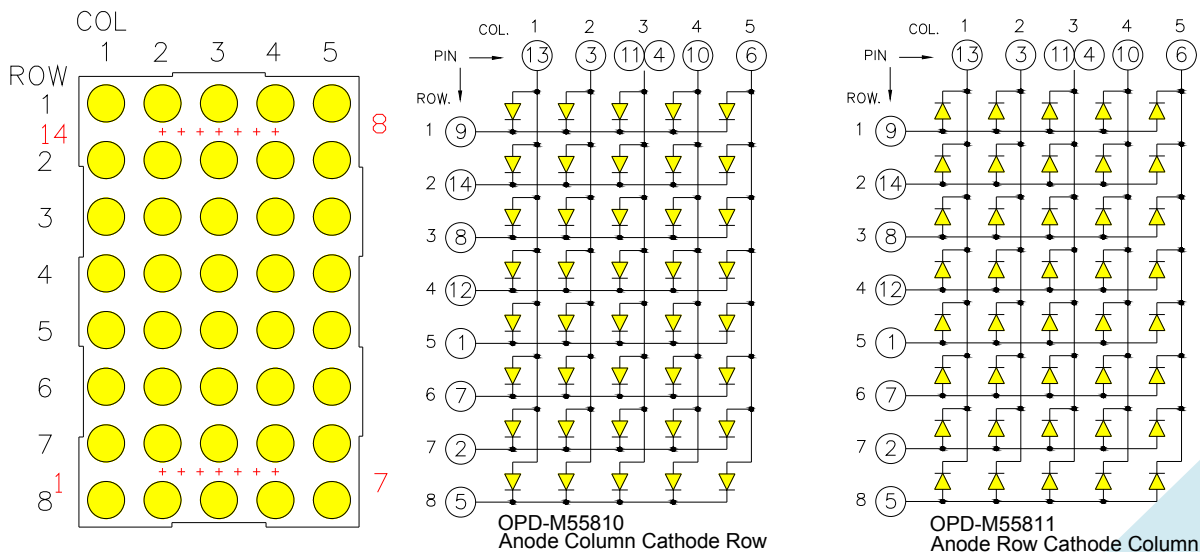 COL
1 2 3 4 5
ROW
1
14 8
2
3
4
5
6
7
1 7
8
COL. 1 2 3 4 5
PIN 13 3 11 4 10 6
ROW.
1 9
2 14
3 8
4 12
5 1
6 7
7 2
8 5
OPD-M55810
Anode Column Cathode Row
COL. 1 2 3 4 5
PIN 13 3 11 4 10 6
ROW.
1 9
2 14
3 8
4 12
5 1
6 7
7 2
8 5
OPD-M55811
Anode Row Cathode Column